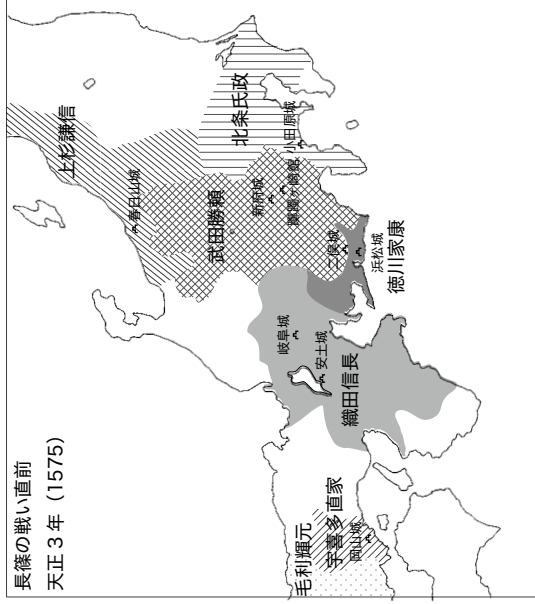 長篠の戦い直前
天正3年（1575）
上杉謙信
春日山城
北条氏政
小田原城
武田勝頼
新府城
躑躅ヶ崎館
二俣城
浜松城
徳川家康
岐阜城
安土城
織田信長
毛利輝元
宇喜多直家
岡山城